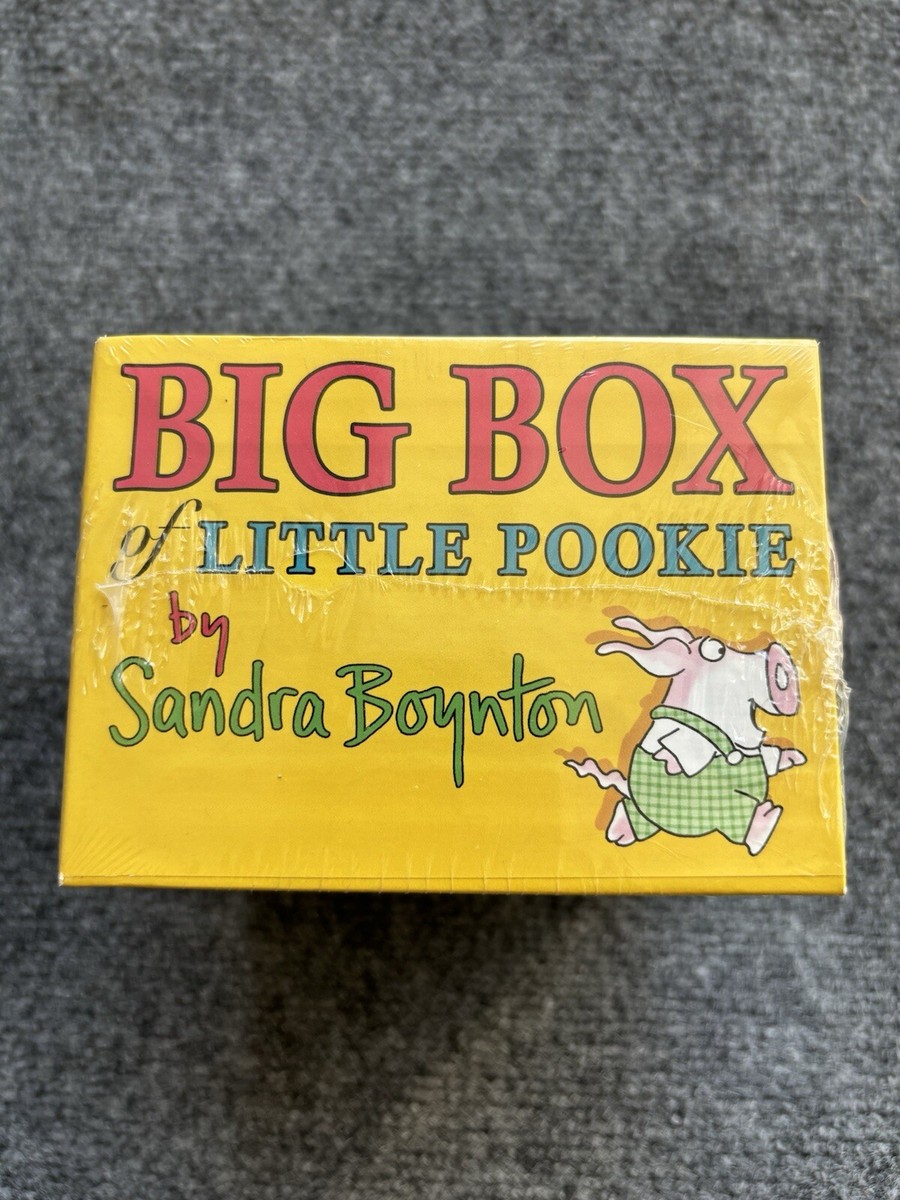 BIG BOX
of LITTLE POOKIE
by
Sandra Boynton